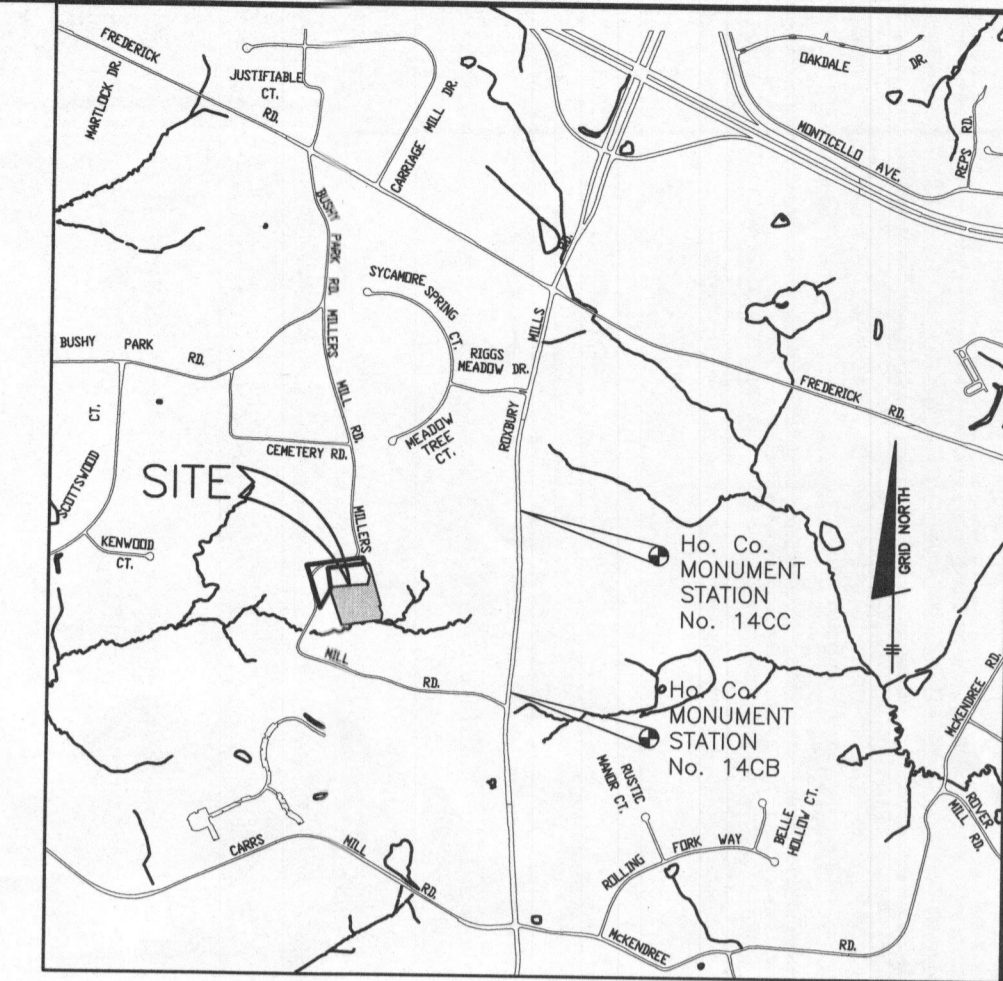 FREDERICK
RD.
MARTLOCK DR.
JUSTIFIABLE
CT.
CARRIAGE MILL DR.
OAKDALE DR.
MONTICELLO AVE.
REPS RD.
BUSHY PARK RD.
MILLERS
MILL
RD.
SYCAMORE
SPRING
CT.
RIGGS
MEADOW DR.
MILLS
RD.
ROXBURY
BUSHY PARK RD.
FREDERICK RD.
MEADOW
TREE
CT.
CEMETERY RD.
SCOTTSWOOD
CT.
SITE
KENWOOD
CT.
MILLERS
GRID NORTH
Ho. Co.
MONUMENT
STATION
No. 14CC
MILL
RD.
Ho. Co.
MONUMENT
STATION
No. 14CB
McKENDREE RD.
RUSTIC
MANOR CT.
BELLE
HOLLOW CT.
ROVER
MILL RD.
CARRS MILL RD.
ROLLING FORK WAY
McKENDREE RD.